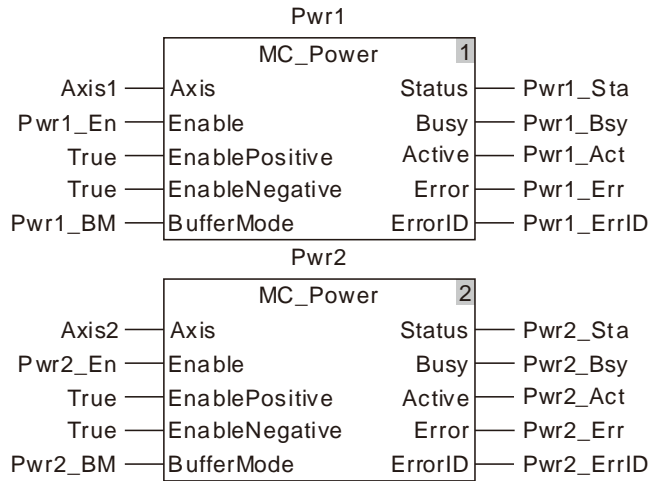 Pwr1
MC_Power 1
Axis1 Axis Status Pwr1_Sta
Pwr1_En Enable Busy Pwr1_Bsy
True EnablePositive Active Pwr1_Act
True EnableNegative Error Pwr1_Err
Pwr1_BM BufferMode ErrorID Pwr1_ErrID
Pwr2
MC_Power 2
Axis2 Axis Status Pwr2_Sta
Pwr2_En Enable Busy Pwr2_Bsy
True EnablePositive Active Pwr2_Act
True EnableNegative Error Pwr2_Err
Pwr2_BM BufferMode ErrorID Pwr2_ErrID